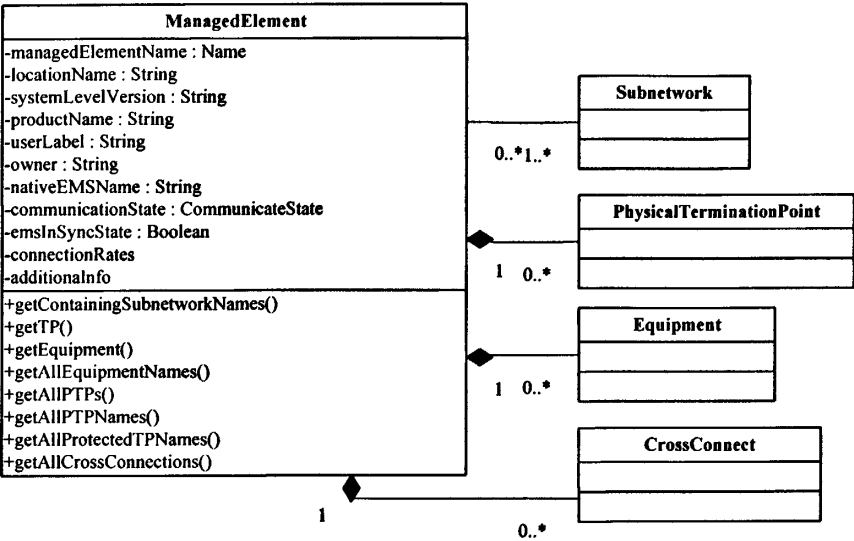 ManagedElement
-managedElementName : Name
-locationName : String
-systemLevelVersion : String
-productName : String
-userLabel : String
-owner : String
-nativeEMSName : String
-communicationState : CommunicateState
-emsInSyncState : Boolean
-connectionRates
-additionalnfo
+getContainingSubnetworkNames()
+getTP()
+getEquipment()
+getAllEquipmentNames()
+getAllPTPs()
+getAllPTPNames()
+getAllProtectedTPNames()
+getAllCrossConnections()
Subnetwork
0..*1..*
PhysicalTerminationPoint
1 0..*
Equipment
1 0..*
CrossConnect
1
0..*